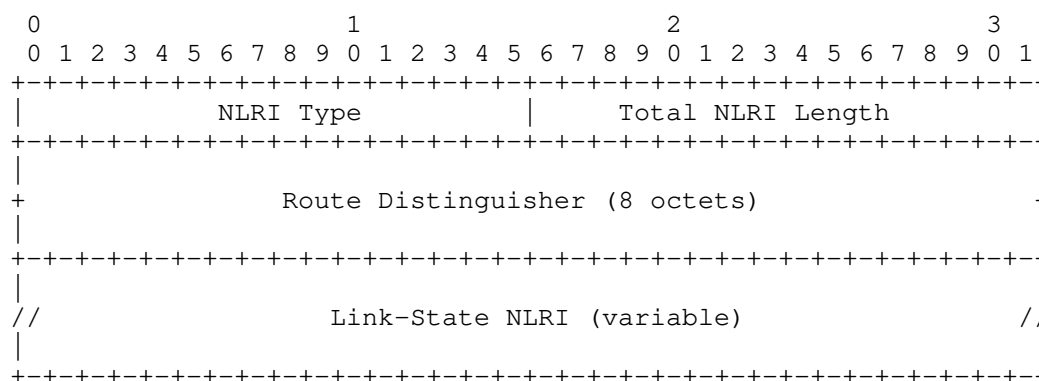 0                   1                   2                   3
 0 1 2 3 4 5 6 7 8 9 0 1 2 3 4 5 6 7 8 9 0 1 2 3 4 5 6 7 8 9 0 1
+-+-+-+-+-+-+-+-+-+-+-+-+-+-+-+-+-+-+-+-+-+-+-+-+-+-+-+-+-+-+-+-+
|            NLRI Type          |     Total NLRI Length
+-+-+-+-+-+-+-+-+-+-+-+-+-+-+-+-+-+-+-+-+-+-+-+-+-+-+-+-+-+-+-+-+
|
+                Route Distinguisher (8 octets)                 -
|
+-+-+-+-+-+-+-+-+-+-+-+-+-+-+-+-+-+-+-+-+-+-+-+-+-+-+-+-+-+-+-+-+
|
//                  Link-State NLRI (variable)                 //
|
+-+-+-+-+-+-+-+-+-+-+-+-+-+-+-+-+-+-+-+-+-+-+-+-+-+-+-+-+-+-+-+-+